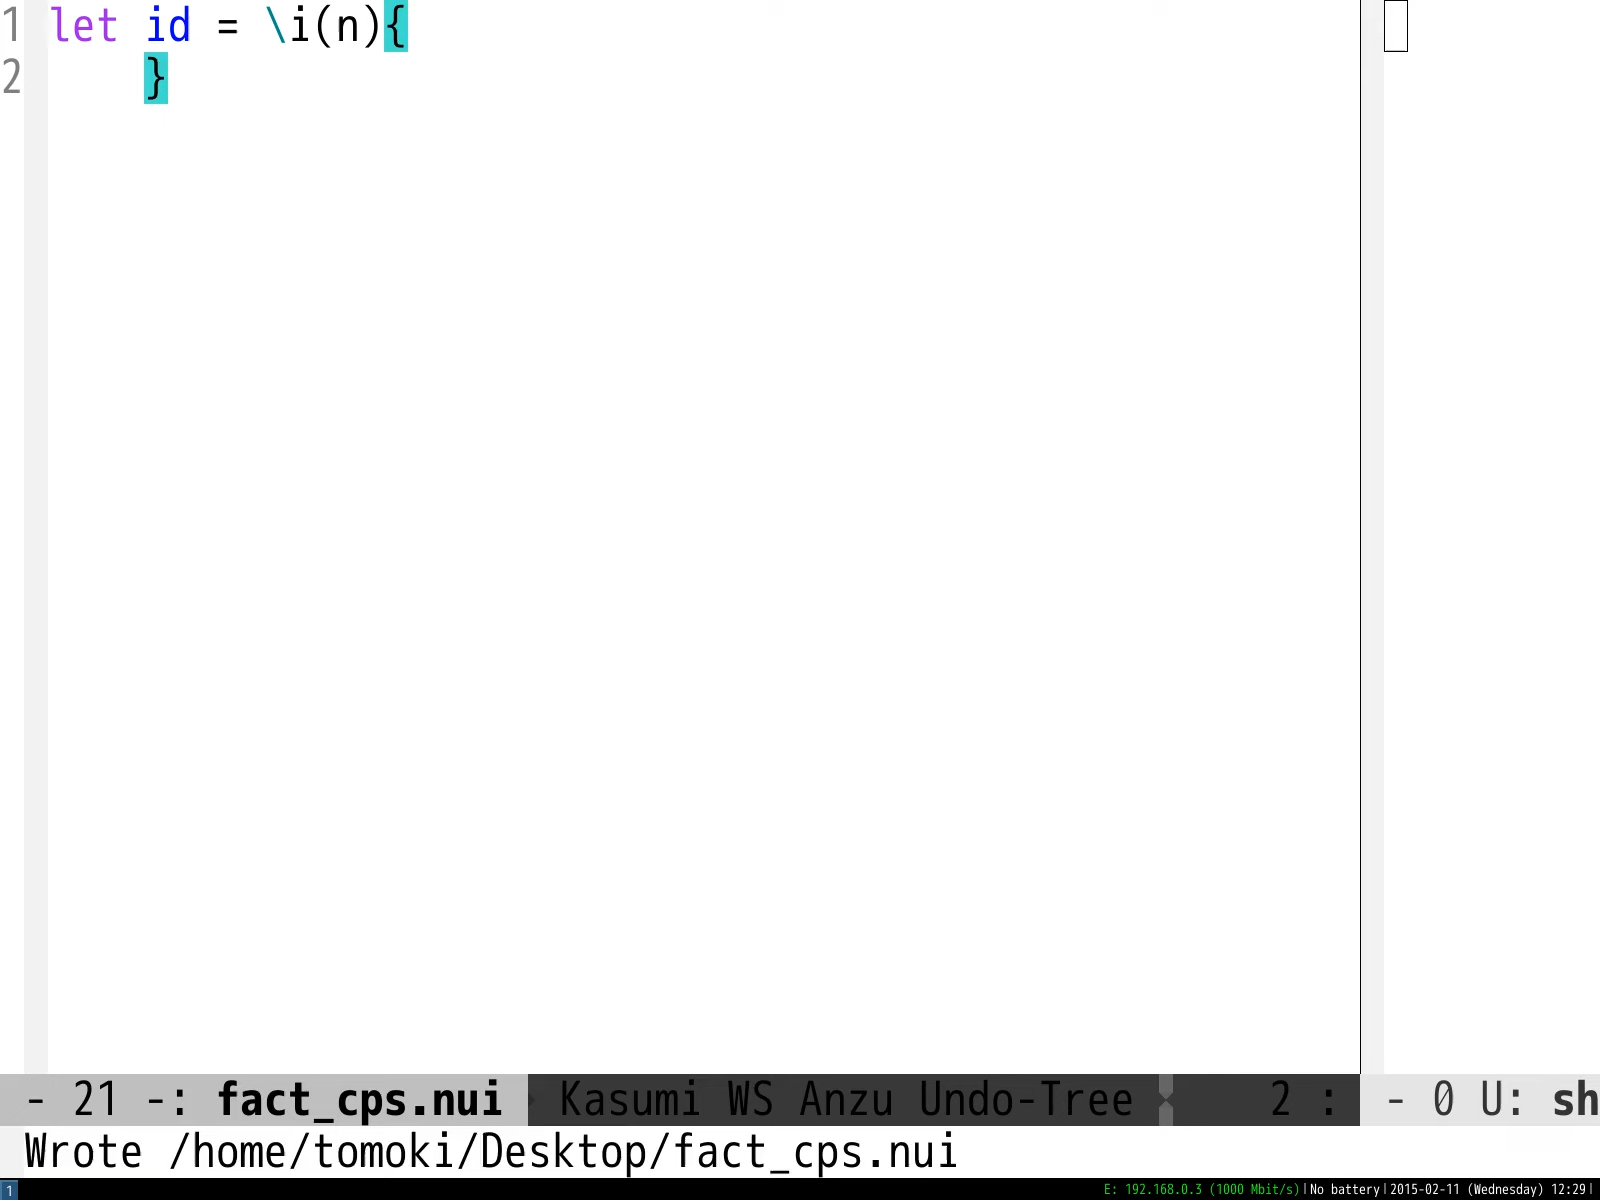 1 let id = \i(n){
2     }
- 21 -: fact_cps.nui Kasumi WS Anzu Undo-Tree 2 : - 0 U: sh
Wrote /home/tomoki/Desktop/fact_cps.nui
1 E: 192.168.0.3 (1000 Mbit/s)|No battery|2015-02-11 (Wednesday) 12:29|